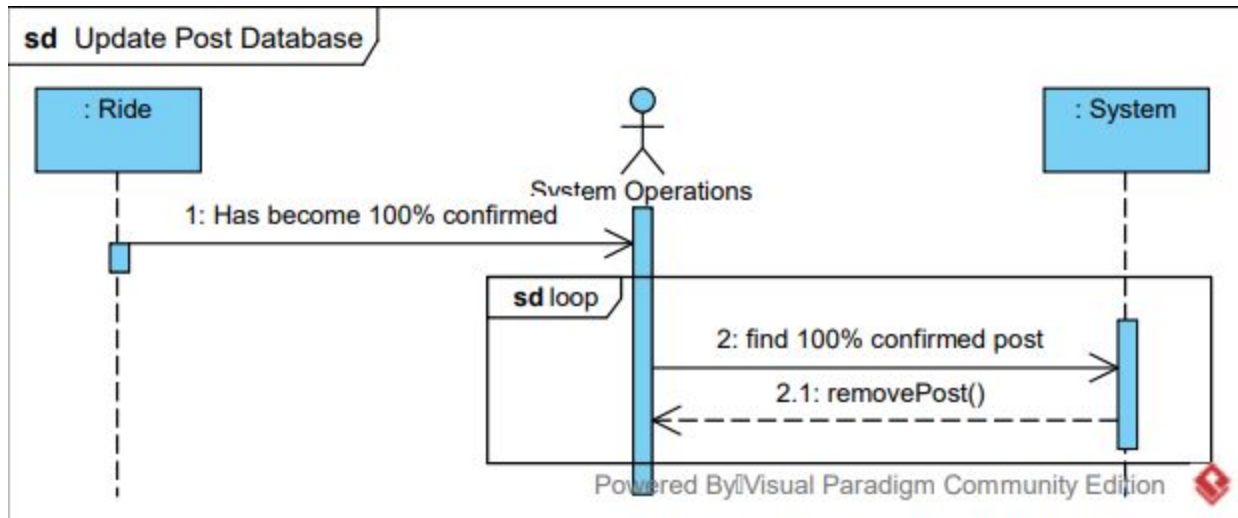 sd Update Post Database
: Ride
: System
System Operations
1: Has become 100% confirmed
sd loop
2: find 100% confirmed post
2.1: removePost()
Powered By Visual Paradigm Community Edition